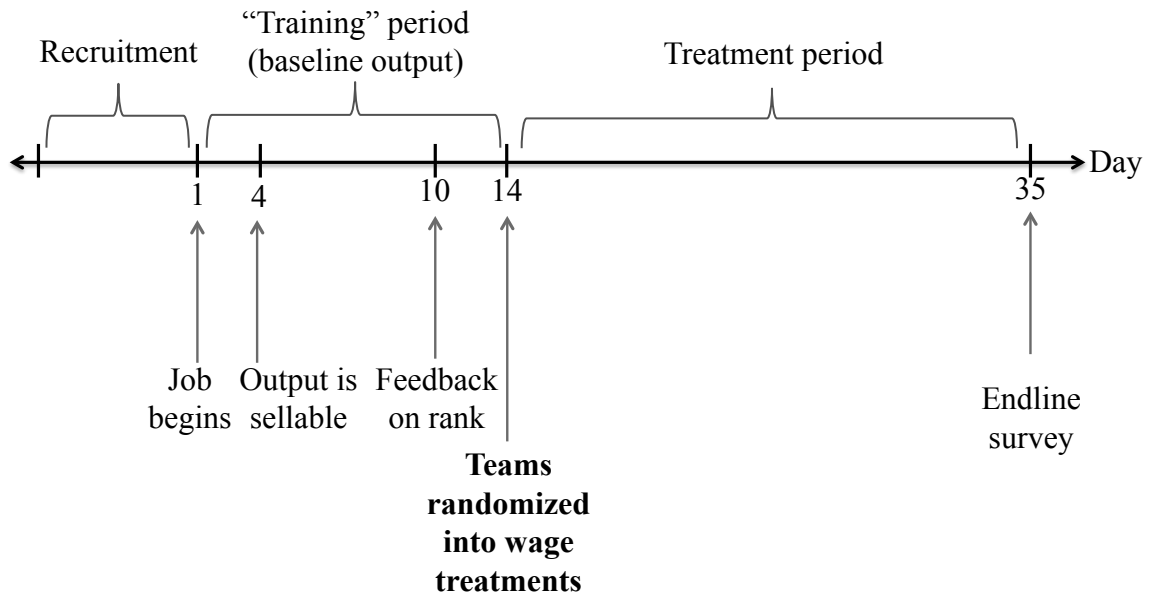 Recruitment
“Training” period
(baseline output)
Treatment period
Day
1
4
10
14
35
Job
begins
Output is
sellable
Feedback
on rank
Teams
randomized
into wage
treatments
Endline
survey